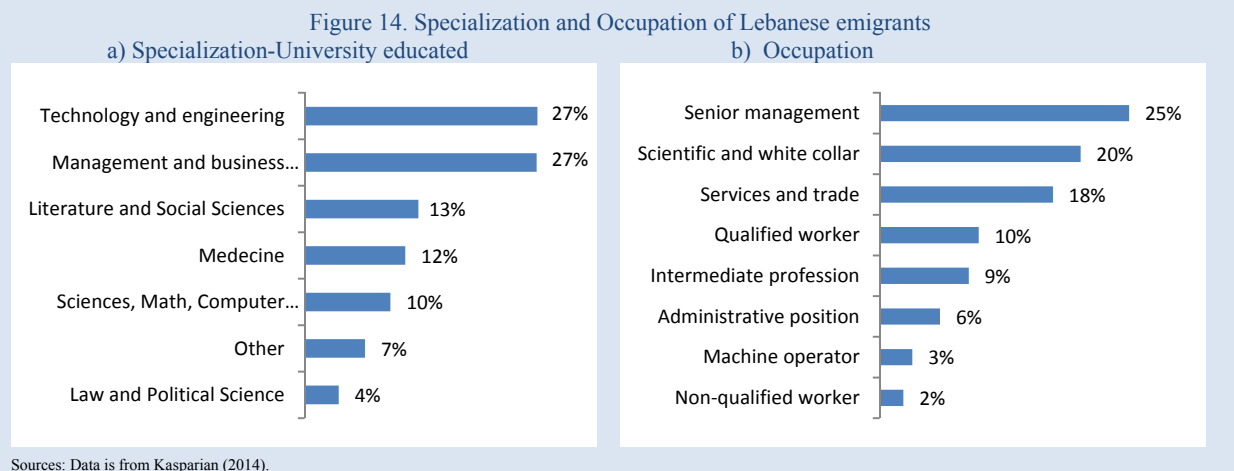 Figure 14. Specialization and Occupation of Lebanese emigrants
a) Specialization-University educated
b) Occupation
Technology and engineering 27%
Management and business... 27%
Literature and Social Sciences 13%
Medecine 12%
Sciences, Math, Computer... 10%
Other 7%
Law and Political Science 4%
Senior management 25%
Scientific and white collar 20%
Services and trade 18%
Qualified worker 10%
Intermediate profession 9%
Administrative position 6%
Machine operator 3%
Non-qualified worker 2%
Sources: Data is from Kasparian (2014).